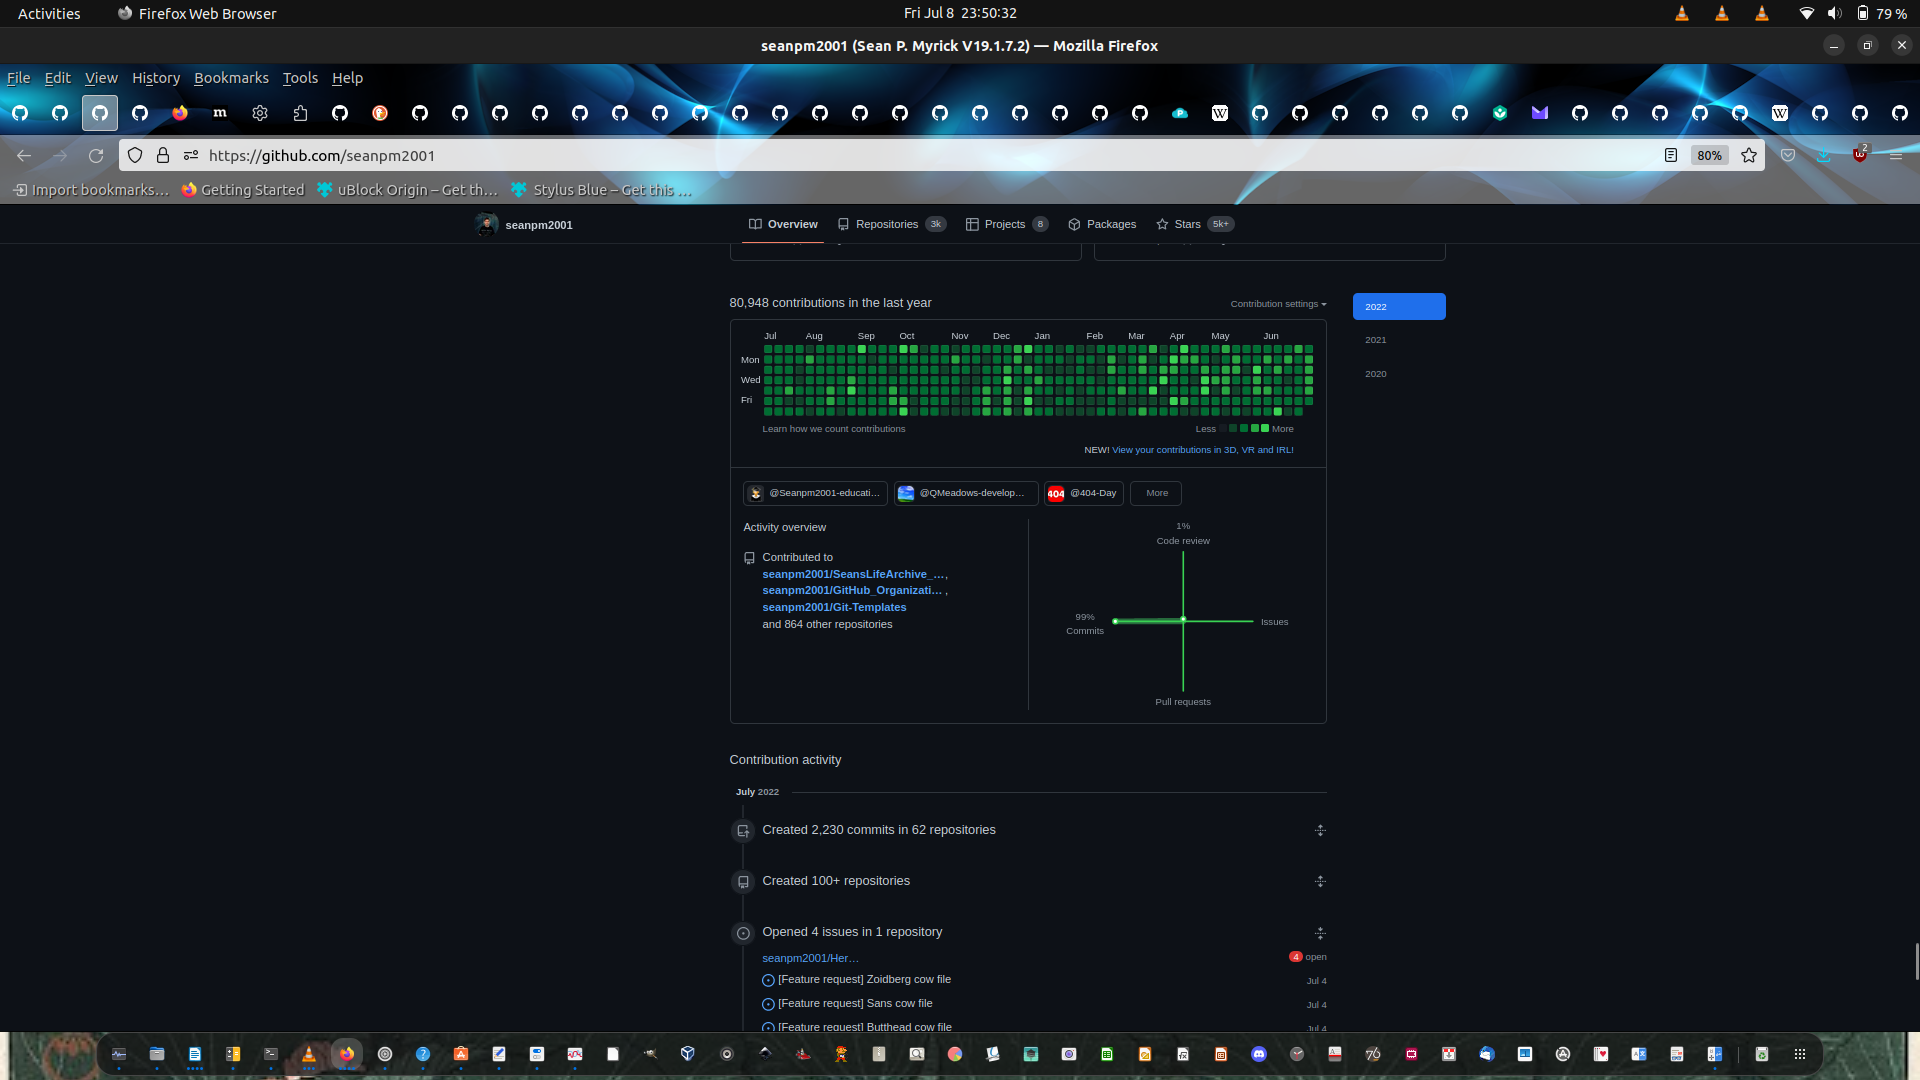 Activities
Firefox Web Browser
Fri Jul 8 23:50:32
79 %
seanpm2001 (Sean P. Myrick V19.1.7.2) — Mozilla Firefox
File Edit View History Bookmarks Tools Help
https://github.com/seanpm2001
80%
2
Import bookmarks…
Getting Started
uBlock Origin – Get th…
Stylus Blue – Get this …
seanpm2001
Overview
Repositories 3k
Projects 8
Packages
Stars 5k+
80,948 contributions in the last year
Contribution settings
2022
2021
2020
Jul Aug Sep Oct Nov Dec Jan Feb Mar Apr May Jun
Mon
Wed
Fri
Learn how we count contributions
Less More
NEW! View your contributions in 3D, VR and IRL!
@Seanpm2001-educati…
@QMeadows-develop…
404 @404-Day
More
Activity overview
Contributed to
seanpm2001/SeansLifeArchive_…,
seanpm2001/GitHub_Organizati… ,
seanpm2001/Git-Templates
and 864 other repositories
1%
Code review
99%
Commits
Issues
Pull requests
Contribution activity
July 2022
Created 2,230 commits in 62 repositories
Created 100+ repositories
Opened 4 issues in 1 repository
seanpm2001/Her…
4 open
[Feature request] Zoidberg cow file
Jul 4
[Feature request] Sans cow file
Jul 4
[Feature request] Butthead cow file
Jul 4